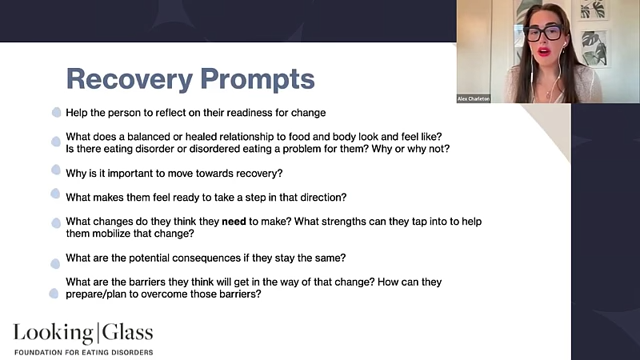 Recovery Prompts
Help the person to reflect on their readiness for change
What does a balanced or healed relationship to food and body look and feel like?
Is there eating disorder or disordered eating a problem for them? Why or why not?
Why is it important to move towards recovery?
What makes them feel ready to take a step in that direction?
What changes do they think they need to make? What strengths can they tap into to help
them mobilize that change?
What are the potential consequences if they stay the same?
What are the barriers they think will get in the way of that change? How can they
prepare/plan to overcome those barriers?
Looking|Glass
FOUNDATION FOR EATING DISORDERS
Alex Charleton